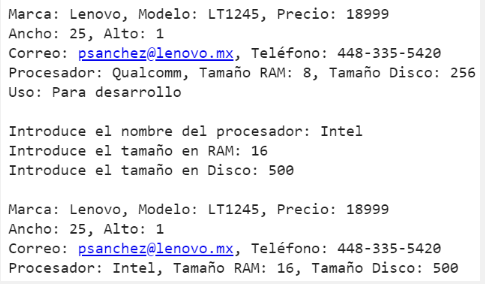 Marca: Lenovo, Modelo: LT1245, Precio: 18999
Ancho: 25, Alto: 1
Correo: psanchez@lenovo.mx, Teléfono: 448-335-5420
Procesador: Qualcomm, Tamaño RAM: 8, Tamaño Disco: 256
Uso: Para desarrollo

Introduce el nombre del procesador: Intel
Introduce el tamaño en RAM: 16
Introduce el tamaño en Disco: 500

Marca: Lenovo, Modelo: LT1245, Precio: 18999
Ancho: 25, Alto: 1
Correo: psanchez@lenovo.mx, Teléfono: 448-335-5420
Procesador: Intel, Tamaño RAM: 16, Tamaño Disco: 500